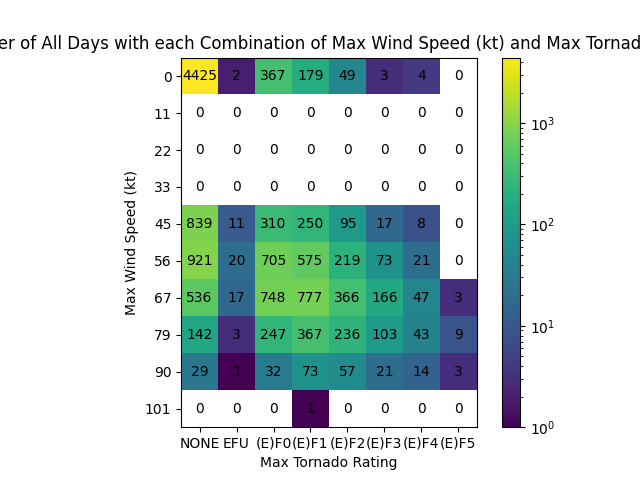 er of All Days with each Combination of Max Wind Speed (kt) and Max Tornad
0 4425 2 367 179 49 3 4 0
11 0 0 0 0 0 0 0 0
22 0 0 0 0 0 0 0 0
33 0 0 0 0 0 0 0 0
45 839 11 310 250 95 17 8 0
56 921 20 705 575 219 73 21 0
67 536 17 748 777 366 166 47 3
79 142 3 247 367 236 103 43 9
90 29 1 32 73 57 21 14 3
101 0 0 0 1 0 0 0 0
NONE EFU (E)F0 (E)F1 (E)F2 (E)F3 (E)F4 (E)F5
Max Tornado Rating
Max Wind Speed (kt)
10³
10²
10¹
10⁰